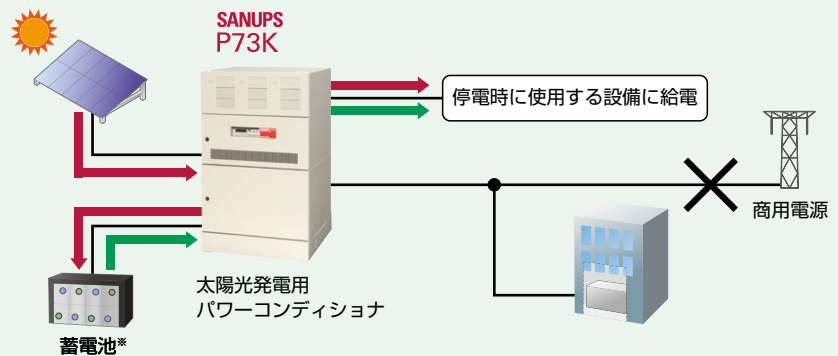 SANUPS
P73K
停電時に使用する設備に給電
商用電源
太陽光発電用
パワーコンディショナ
蓄電池※